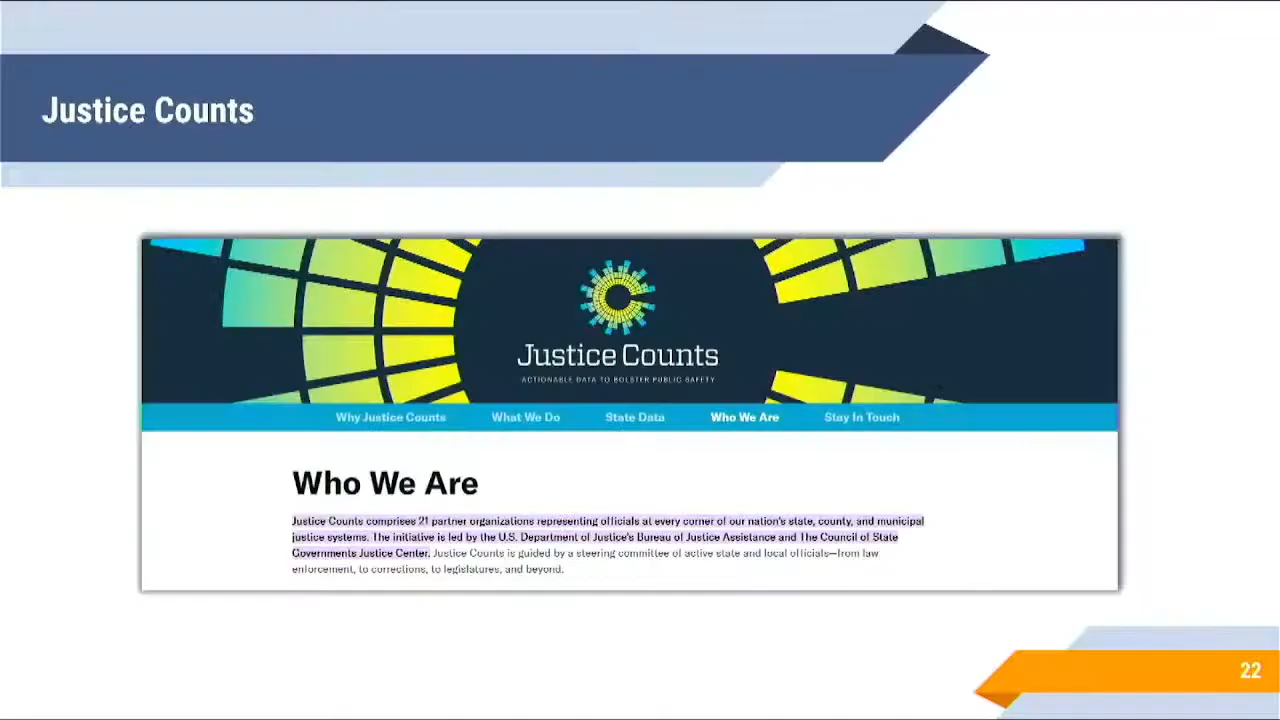 Justice Counts
Justice Counts
ACTIONABLE DATA TO BOLSTER PUBLIC SAFETY
Why Justice Counts What We Do State Data Who We Are Stay In Touch
Who We Are
Justice Counts comprises 21 partner organizations representing officials at every corner of our nation's state, county, and municipal
justice systems. The initiative is led by the U.S. Department of Justice's Bureau of Justice Assistance and The Council of State
Governments Justice Center. Justice Counts is guided by a steering committee of active state and local officials—from law
enforcement, to corrections, to legislatures, and beyond.
22